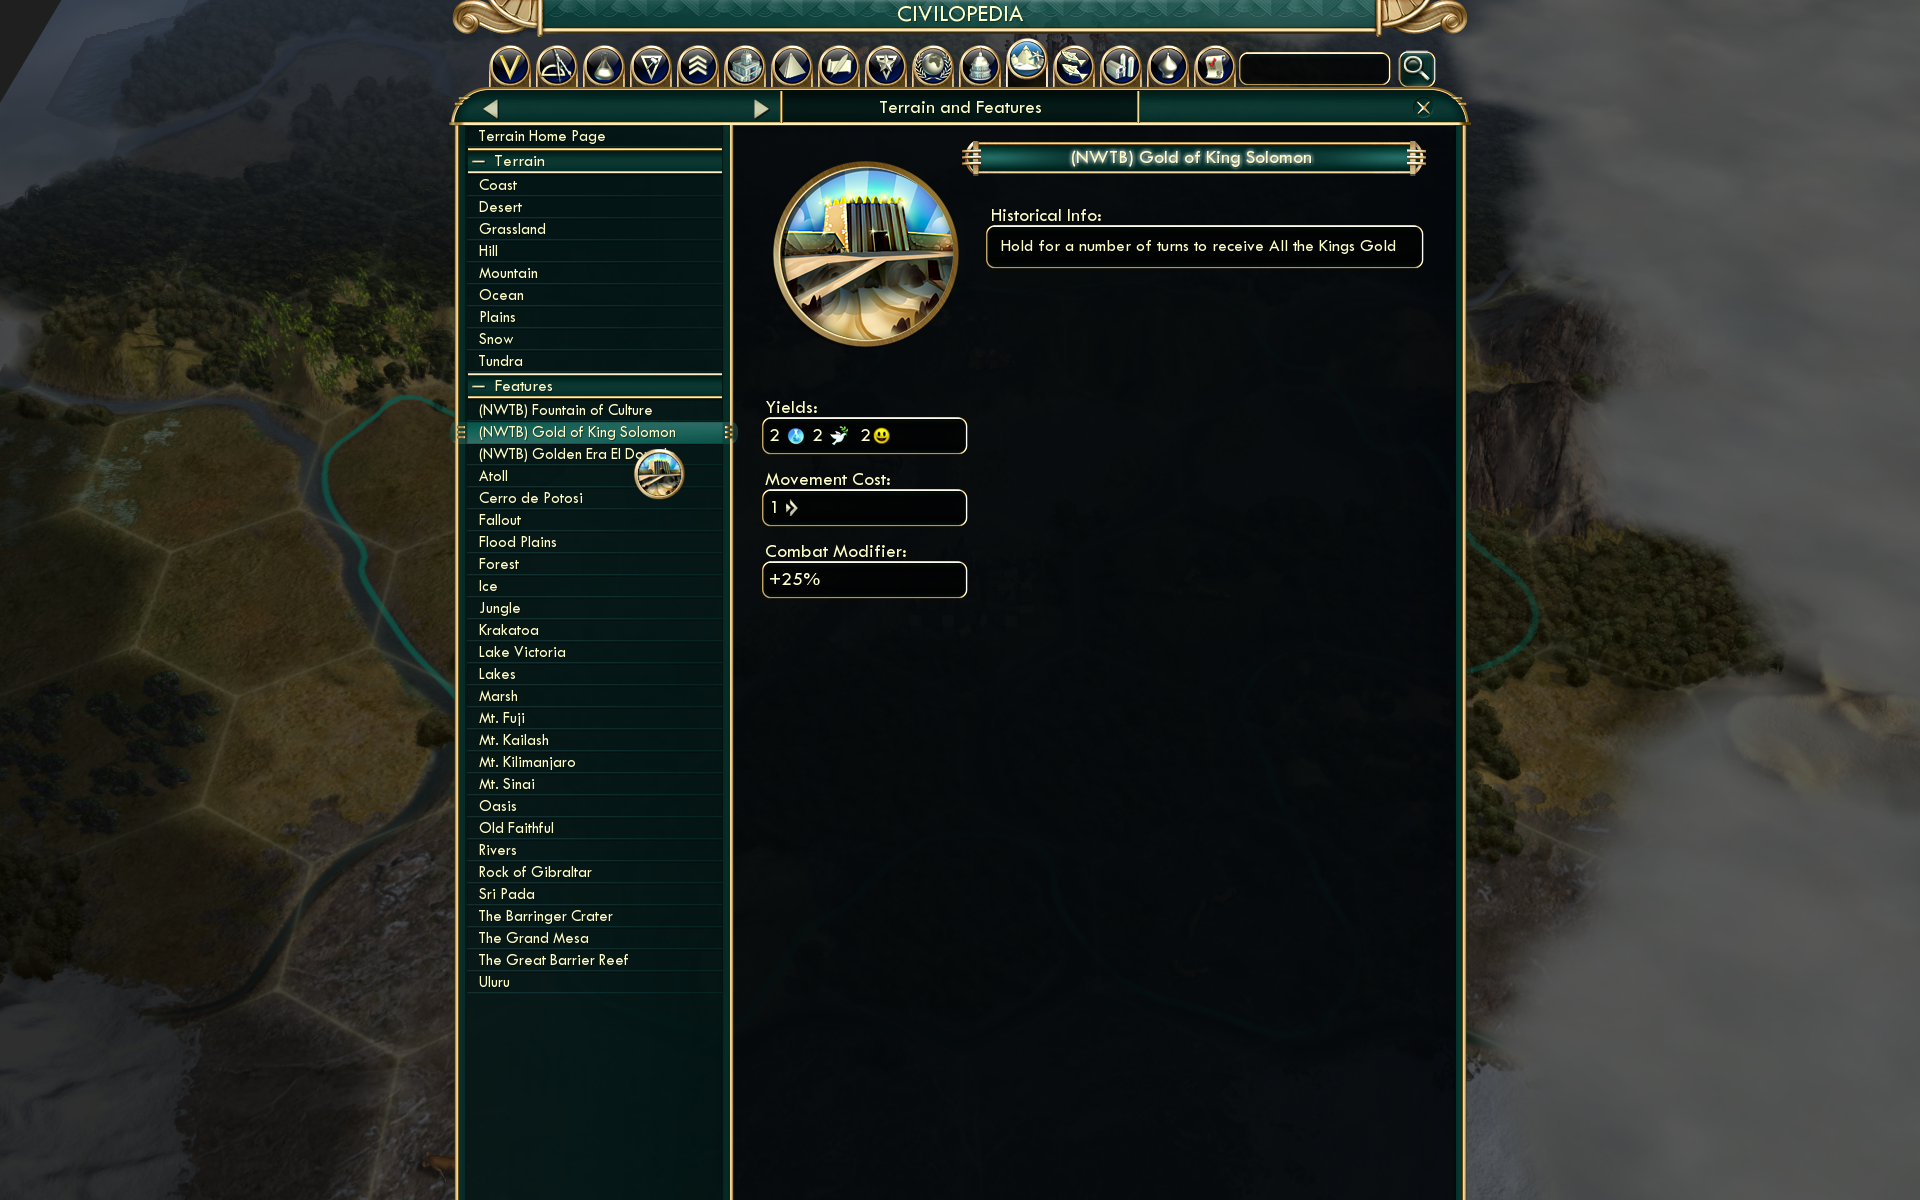 CIVILOPEDIA
Terrain and Features
Terrain Home Page
Terrain
Coast
Desert
Grassland
Hill
Mountain
Ocean
Plains
Snow
Tundra
Features
(NWTB) Fountain of Culture
(NWTB) Gold of King Solomon
(NWTB) Golden Era El
Atoll
Cerro de Potosi
Fallout
Flood Plains
Forest
Ice
Jungle
Krakatoa
Lake Victoria
Lakes
Marsh
Mt. Fuji
Mt. Kailash
Mt. Kilimanjaro
Mt. Sinai
Oasis
Old Faithful
Rivers
Rock of Gibraltar
Sri Pada
The Barringer Crater
The Grand Mesa
The Great Barrier Reef
Uluru
(NWTB) Gold of King Solomon
Historical Info:
Hold for a number of turns to receive All the Kings Gold
Yields:
2 2 2
Movement Cost:
1
Combat Modifier:
+25%